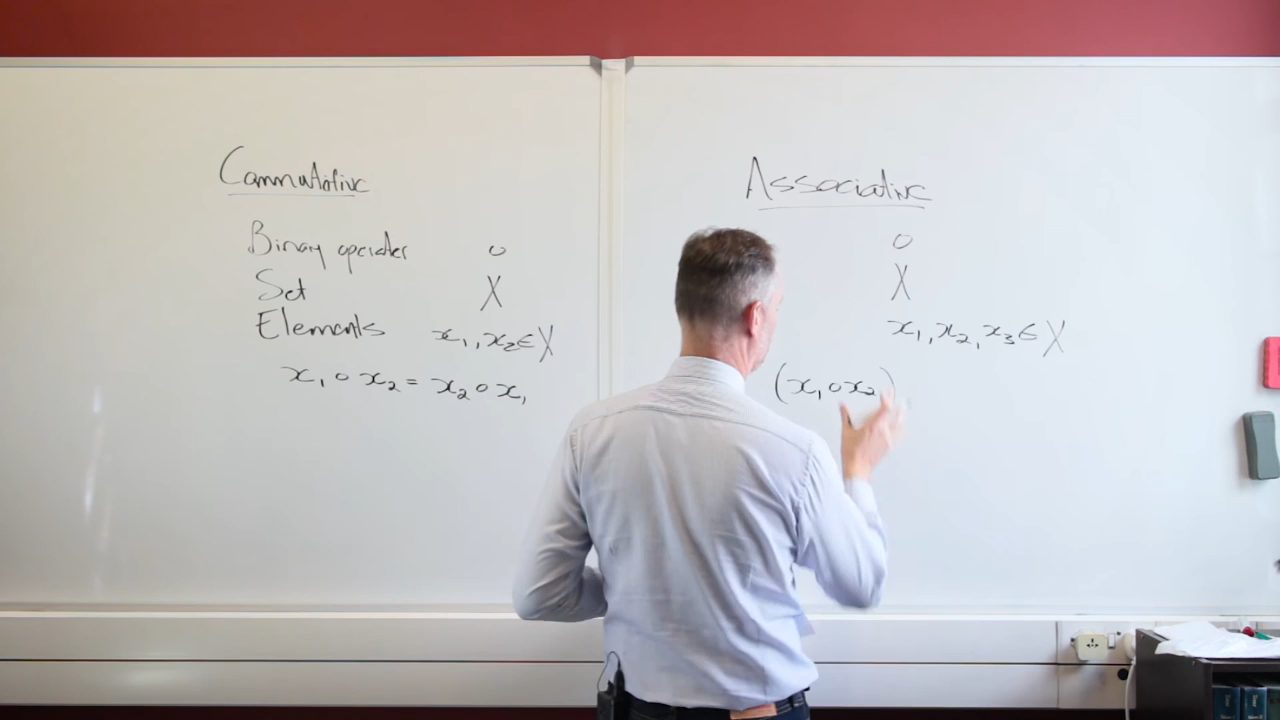 Commutative
Binary operator ∘
Set X
Elements x₁, x₂ ∈ X
x₁ ∘ x₂ = x₂ ∘ x₁
Associative
∘
X
x₁, x₂, x₃ ∈ X
(x₁ ∘ x₂)